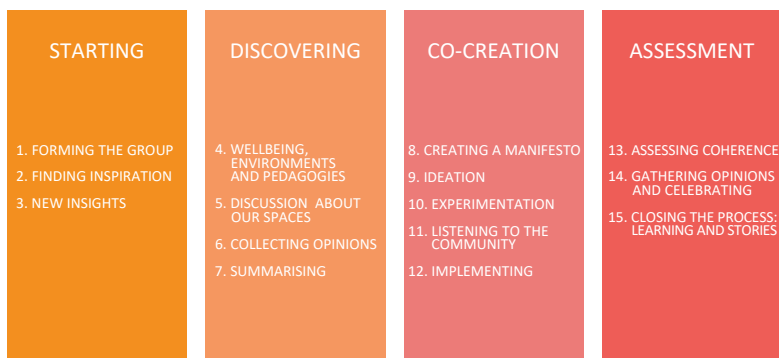 STARTING
1. FORMING THE GROUP
2. FINDING INSPIRATION
3. NEW INSIGHTS
DISCOVERING
4. WELLBEING,
ENVIRONMENTS
AND PEDAGOGIES
5. DISCUSSION ABOUT
OUR SPACES
6. COLLECTING OPINIONS
7. SUMMARISING
CO-CREATION
8. CREATING A MANIFESTO
9. IDEATION
10. EXPERIMENTATION
11. LISTENING TO THE
COMMUNITY
12. IMPLEMENTING
ASSESSMENT
13. ASSESSING COHERENCE
14. GATHERING OPINIONS
AND CELEBRATING
15. CLOSING THE PROCESS:
LEARNING AND STORIES